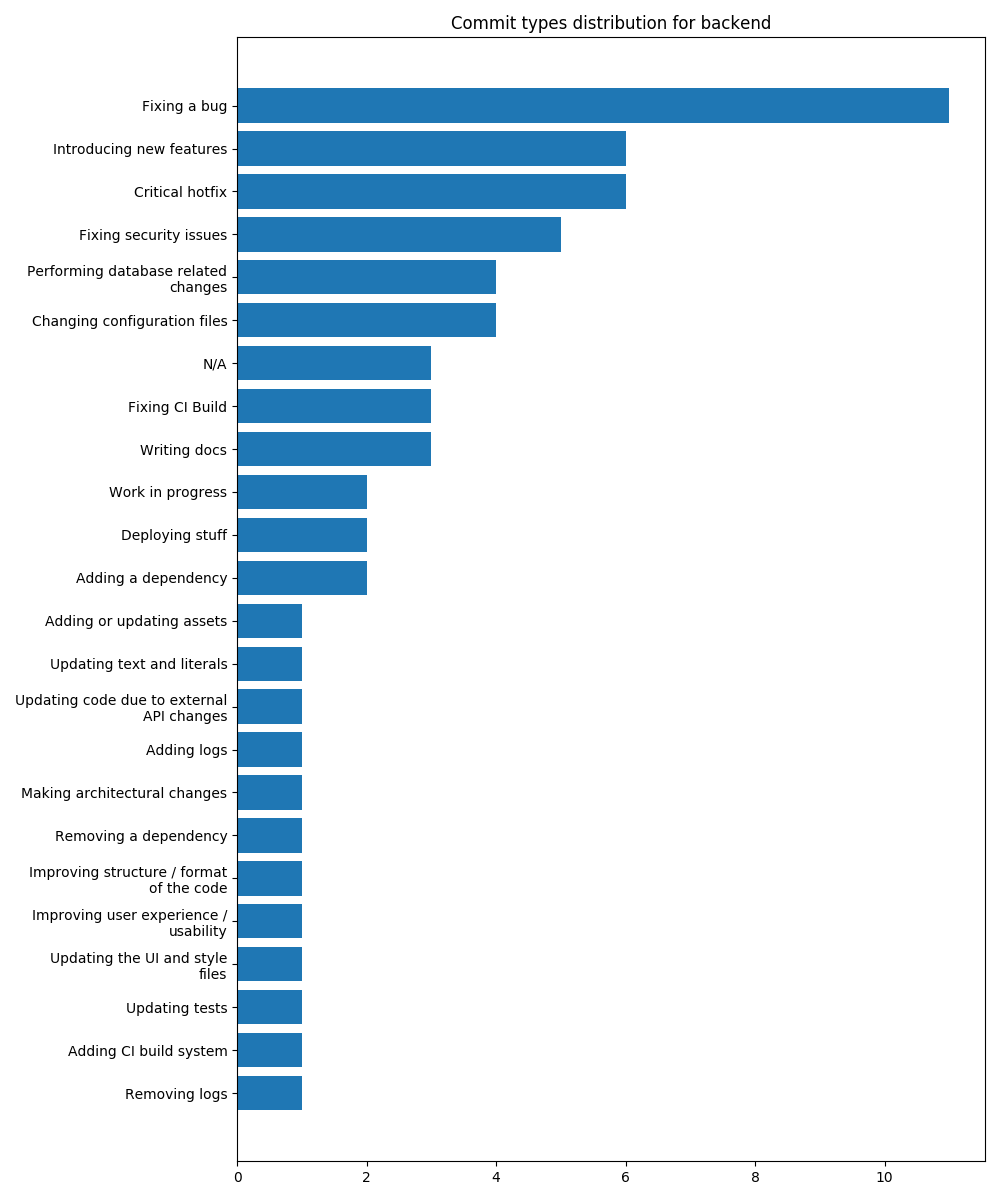 Commit types distribution for backend
Fixing a bug
Introducing new features
Critical hotfix
Fixing security issues
Performing database related
changes
Changing configuration files
N/A
Fixing CI Build
Writing docs
Work in progress
Deploying stuff
Adding a dependency
Adding or updating assets
Updating text and literals
Updating code due to external
API changes
Adding logs
Making architectural changes
Removing a dependency
Improving structure / format
of the code
Improving user experience /
usability
Updating the UI and style
files
Updating tests
Adding CI build system
Removing logs
0 2 4 6 8 10